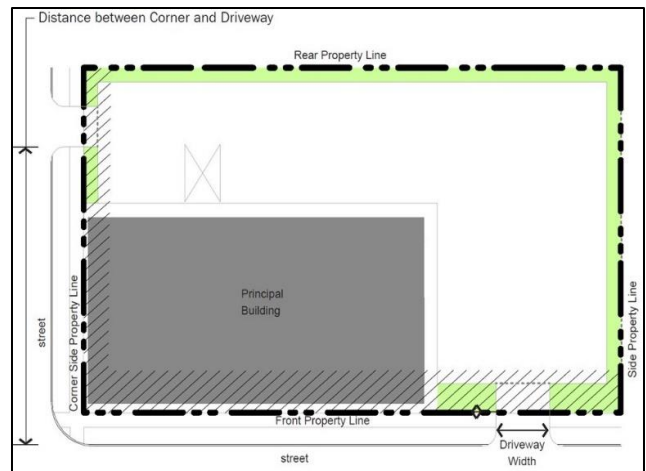 Distance between Corner and Driveway
Rear Property Line
Principal
Building
street
Corner Side Property Line
Side Property Line
Front Property Line
street
Driveway
Width